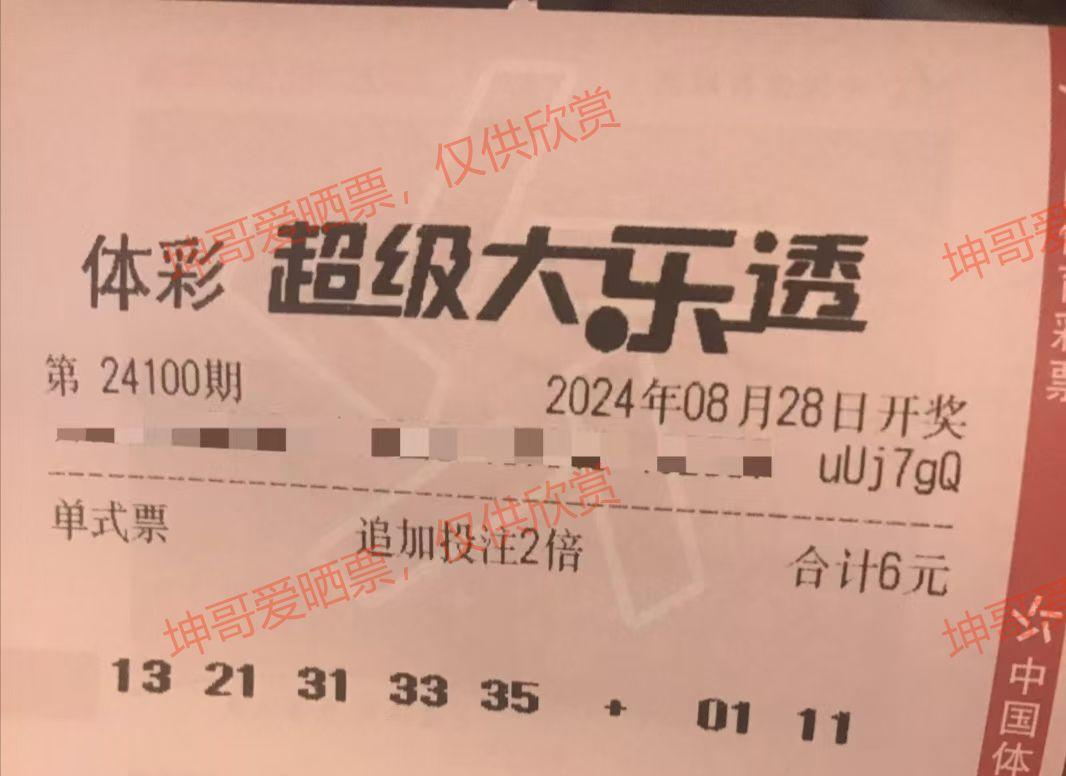 坤哥爱晒票，仅供欣赏
体彩 超级大乐透
第 24100期 2024年08月28日开奖
uUj7gQ
单式票 追加投注2倍 合计6元
坤哥爱晒票，仅供欣赏
13 21 31 33 35 + 01 11
坤哥爱
坤哥
彩票
中国体